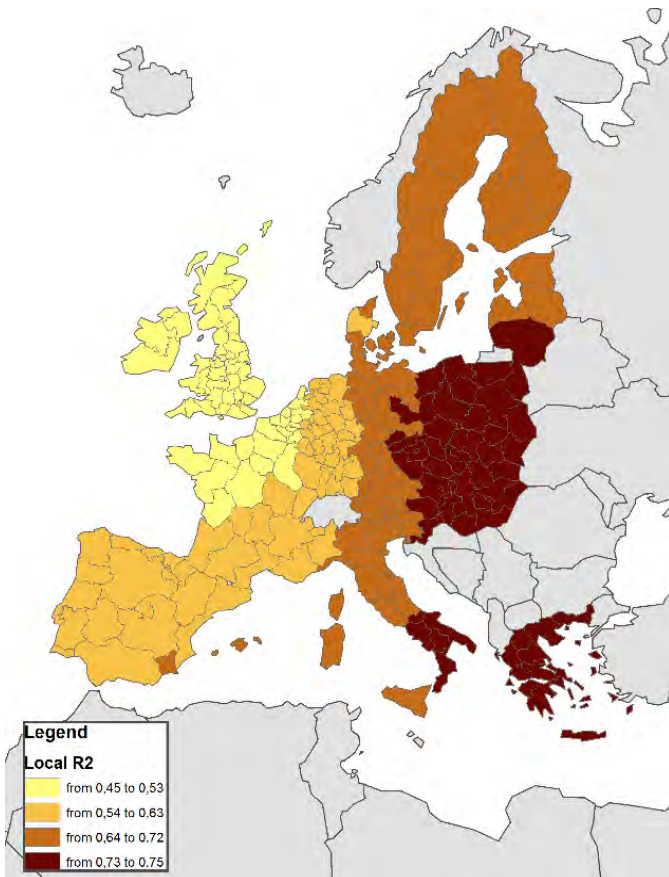 Legend
Local R2
from 0,45 to 0,53
from 0,54 to 0,63
from 0,64 to 0,72
from 0,73 to 0,75